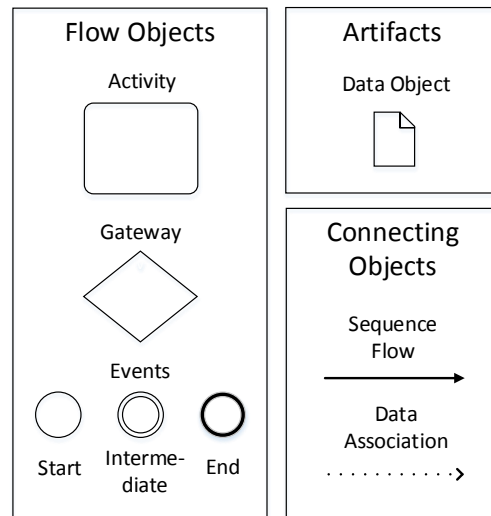 Flow Objects
Activity
Gateway
Events
Start
Interme-
diate
End
Artifacts
Data Object
Connecting
Objects
Sequence
Flow
Data
Association